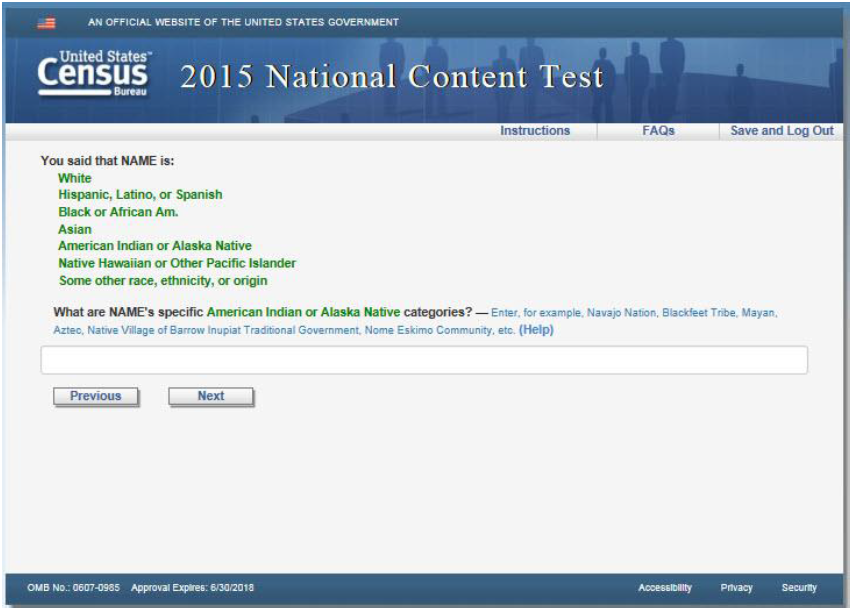 AN OFFICIAL WEBSITE OF THE UNITED STATES GOVERNMENT
United States™
Census
Bureau
2015 National Content Test
Instructions FAQs Save and Log Out
You said that NAME is:
White
Hispanic, Latino, or Spanish
Black or African Am.
Asian
American Indian or Alaska Native
Native Hawaiian or Other Pacific Islander
Some other race, ethnicity, or origin
What are NAME's specific American Indian or Alaska Native categories? — Enter, for example, Navajo Nation, Blackfeet Tribe, Mayan,
Aztec, Native Village of Barrow Inupiat Traditional Government, Nome Eskimo Community, etc. (Help)
Previous Next
OMB No.: 0607-0985 Approval Expires: 6/30/2018 Accessibility Privacy Security